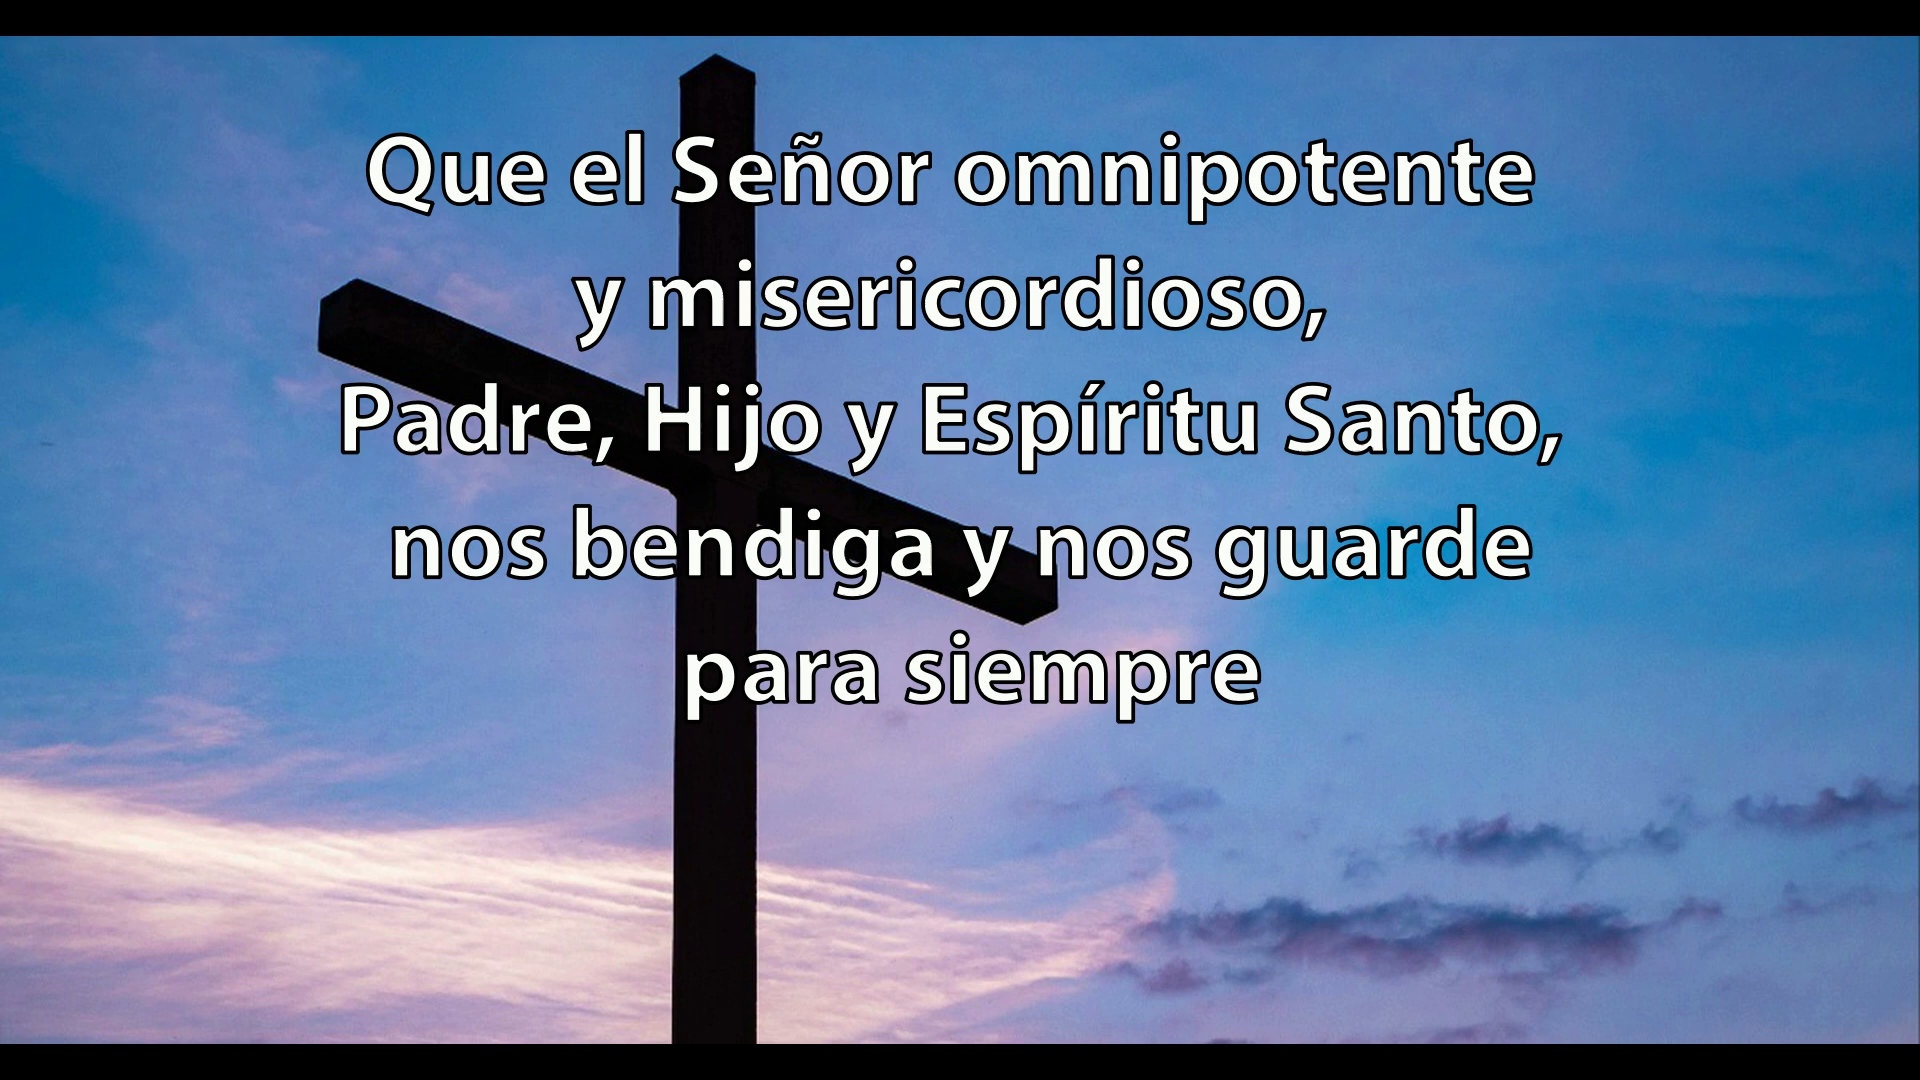 Que el Señor omnipotente
y misericordioso,
Padre, Hijo y Espíritu Santo,
nos bendiga y nos guarde
para siempre